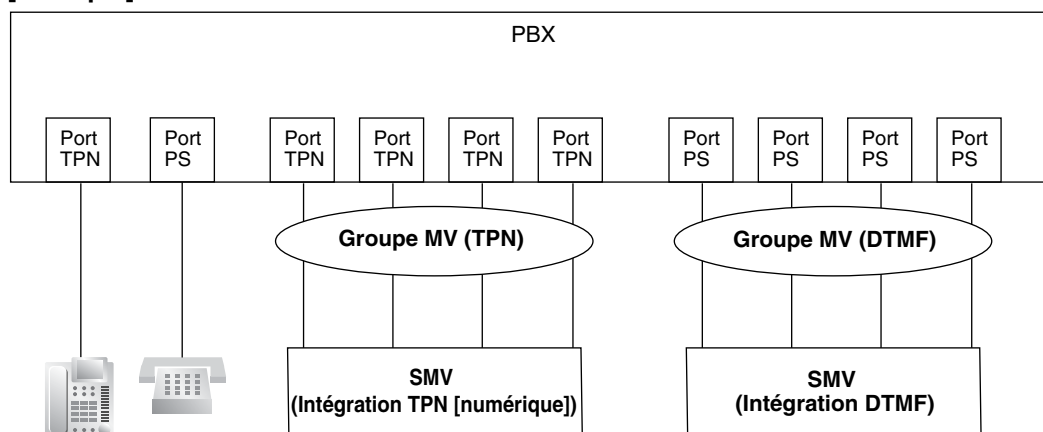 PBX
Port TPN
Port PS
Port TPN
Port TPN
Port TPN
Port TPN
Port PS
Port PS
Port PS
Port PS
Groupe MV (TPN)
Groupe MV (DTMF)
SMV
(Intégration TPN [numérique])
SMV
(Intégration DTMF)